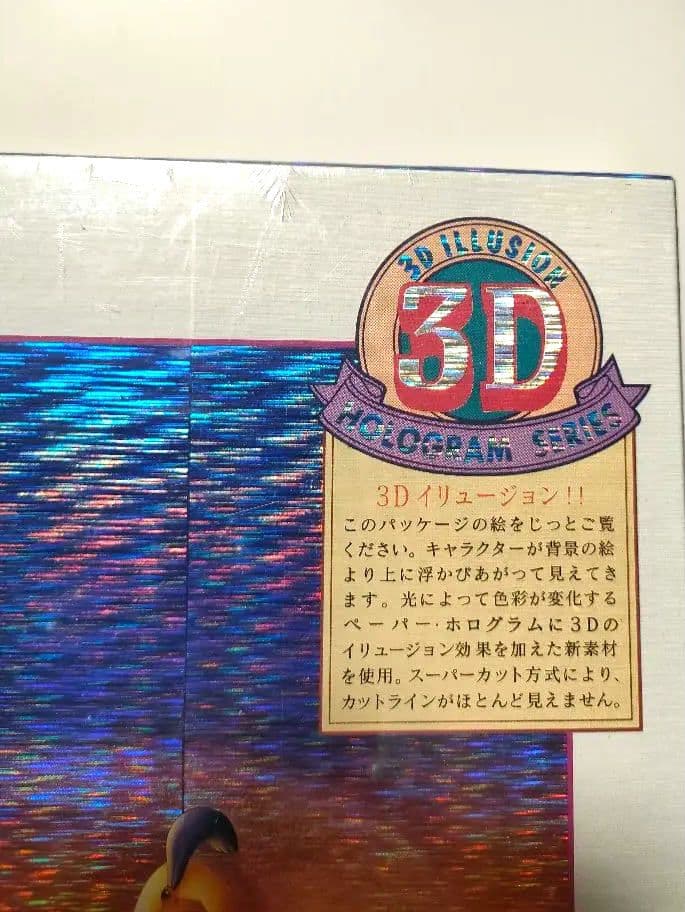 3D ILLUSION
3D
HOLOGRAM SERIES
3Dイリュージョン!!
このパッケージの絵をじっとご覧
ください。キャラクターが背景の絵
より上に浮かびあがって見えてき
ます。光によって色彩が変化する
ペーパー・ホログラムに3Dの
イリュージョン効果を加えた新素材
を使用。スーパーカット方式により、
カットラインがほとんど見えません。